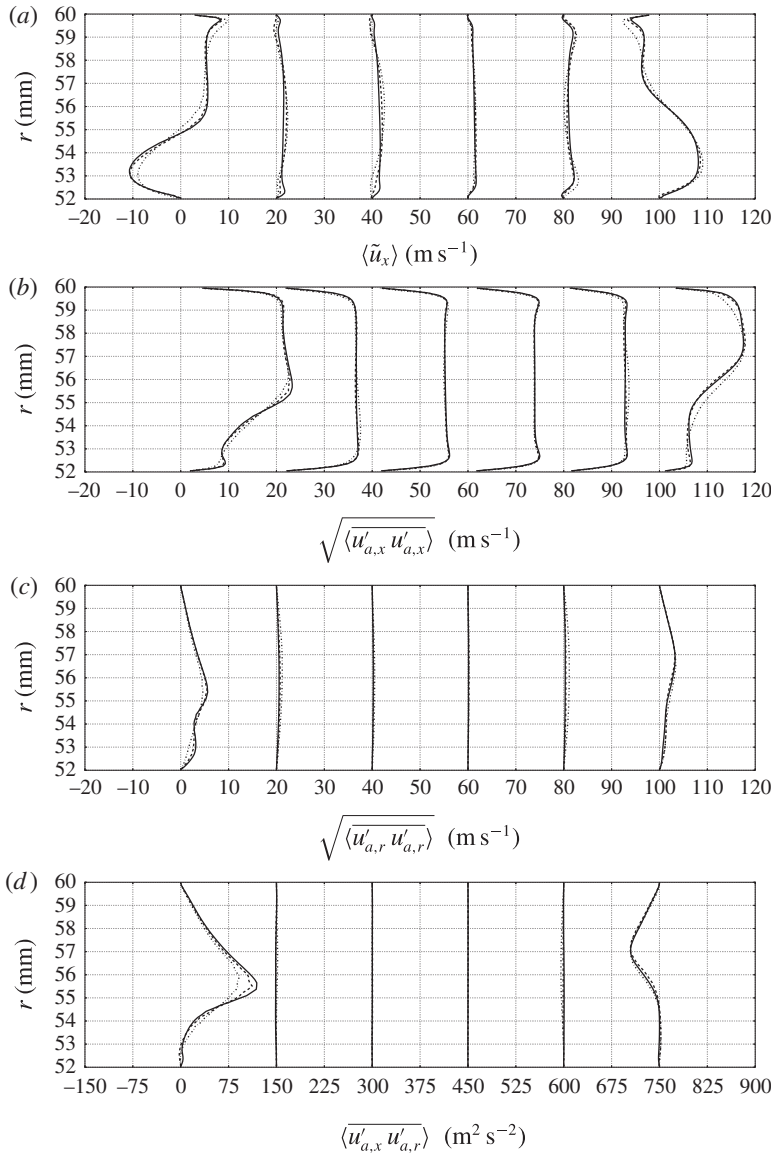 (a)
60
59
58
57
56
55
54
53
52
r (mm)
–20 –10 0 10 20 30 40 50 60 70 80 90 100 110 120
⟨ũ_x⟩ (m s⁻¹)
(b)
60
59
58
57
56
55
54
53
52
r (mm)
–20 –10 0 10 20 30 40 50 60 70 80 90 100 110 120
√⟨u′_{a,x} u′_{a,x}⟩ (m s⁻¹)
(c)
60
59
58
57
56
55
54
53
52
r (mm)
–20 –10 0 10 20 30 40 50 60 70 80 90 100 110 120
√⟨u′_{a,r} u′_{a,r}⟩ (m s⁻¹)
(d)
60
59
58
57
56
55
54
53
52
r (mm)
–150 –75 0 75 150 225 300 375 450 525 600 675 750 825 900
⟨u′_{a,x} u′_{a,r}⟩ (m² s⁻²)